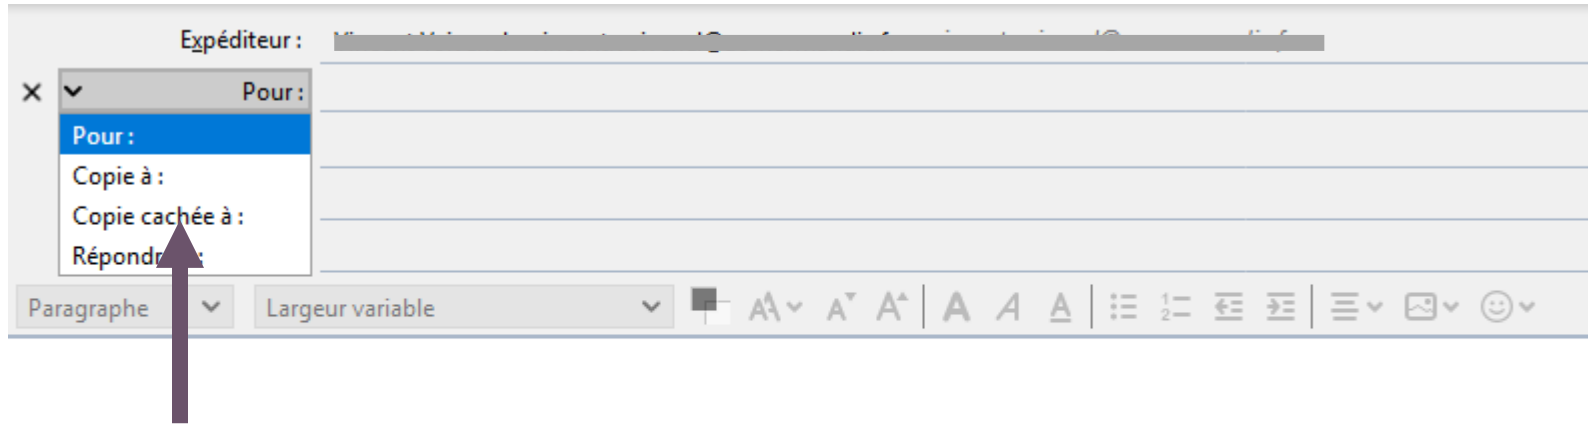 Expéditeur :
Pour :
Pour :
Copie à :
Copie cachée à :
Paragraphe Largeur variable